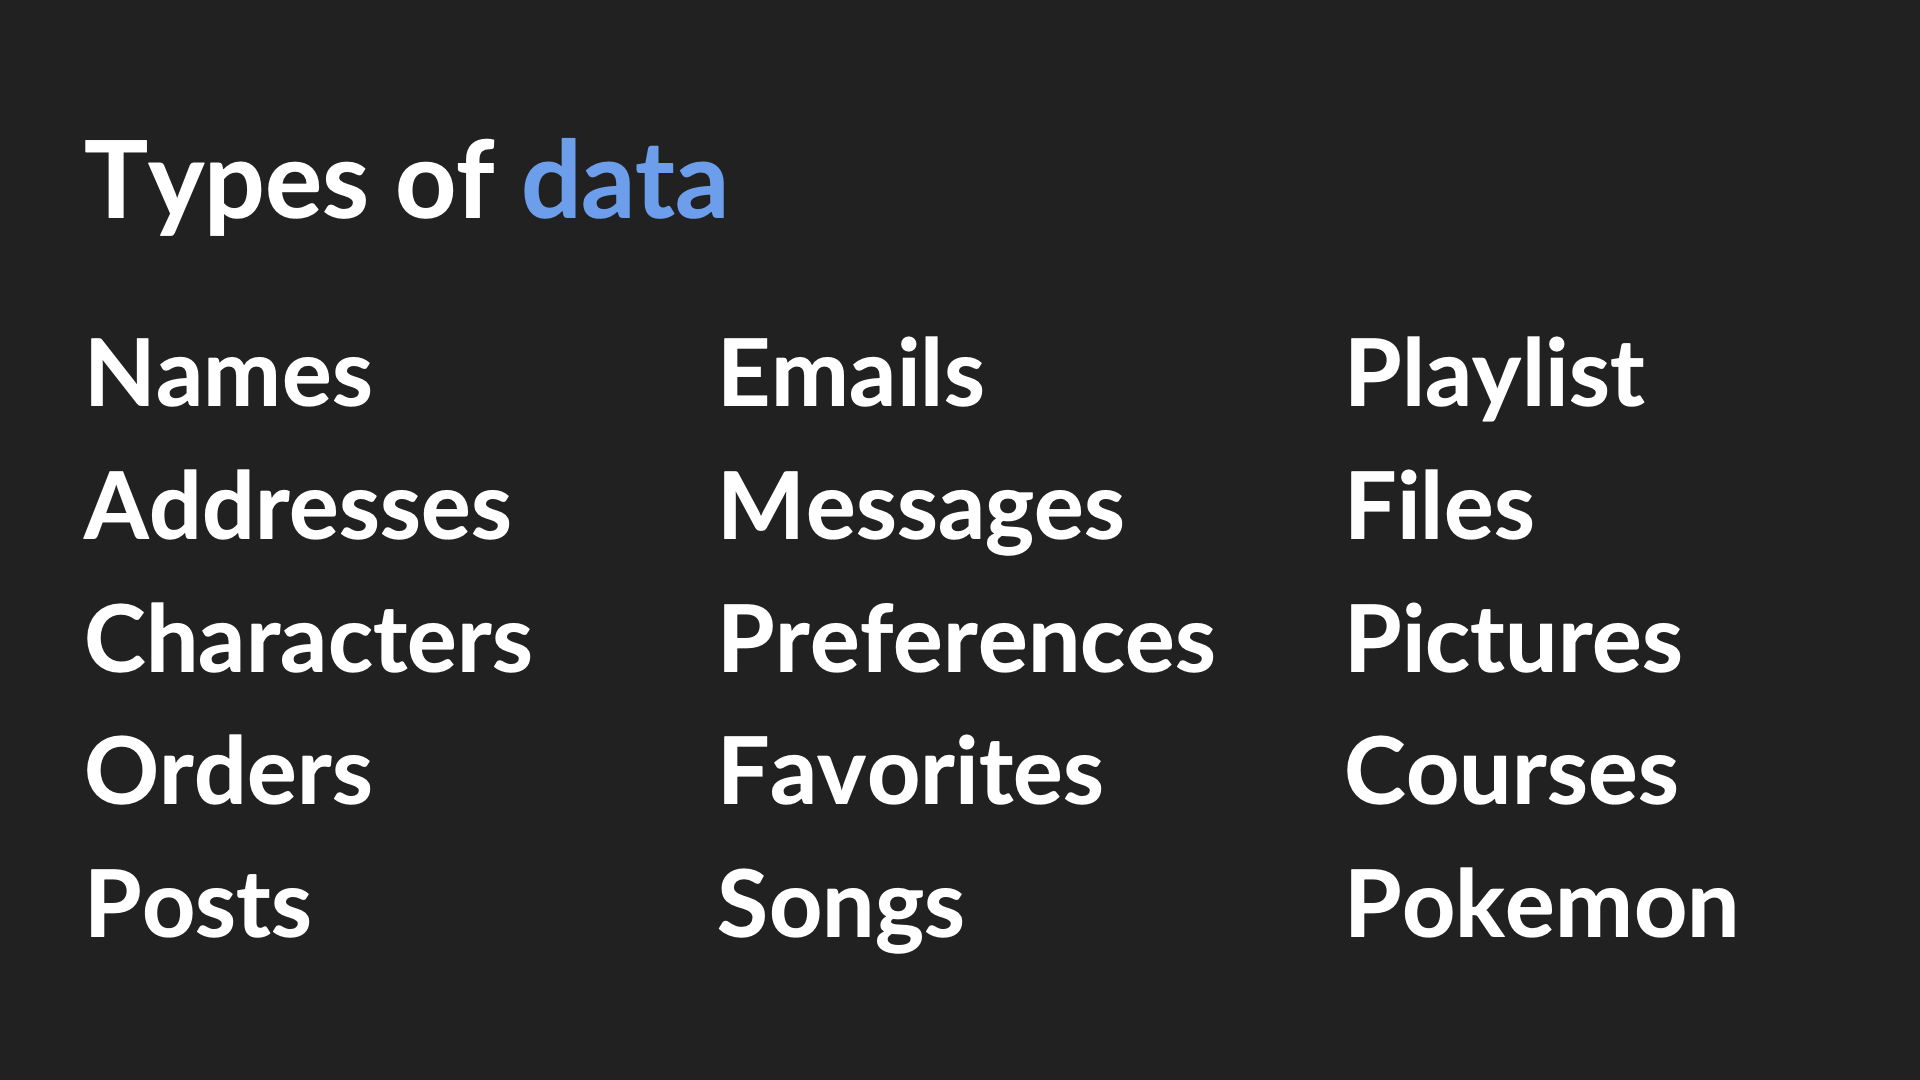 Types of data
Names
Addresses
Characters
Orders
Posts
Emails
Messages
Preferences
Favorites
Songs
Playlist
Files
Pictures
Courses
Pokemon